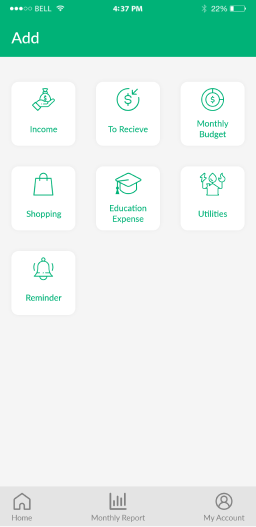 BELL 4:37 PM 22%
Add
Income
To Recieve
Monthly
Budget
Shopping
Education
Expense
Utilities
Reminder
Home
Monthly Report
My Account